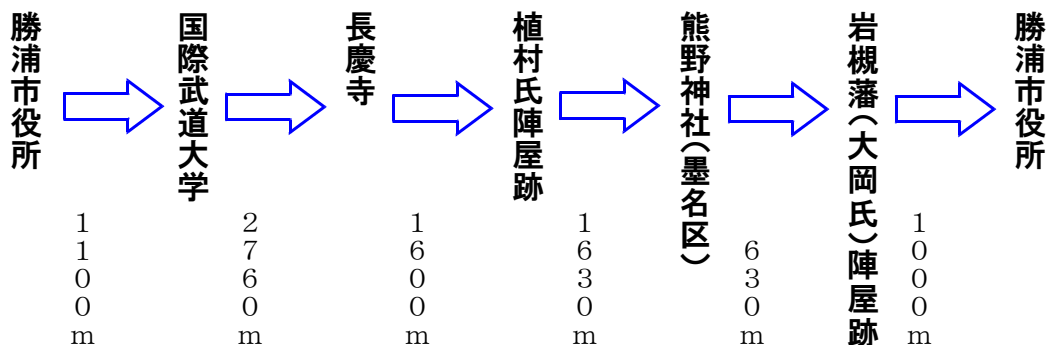 勝浦市役所
1100m
国際武道大学
2760m
長慶寺
1600m
植村氏陣屋跡
1630m
熊野神社(墨名区)
630m
岩槻藩(大岡氏)陣屋跡
1000m
勝浦市役所